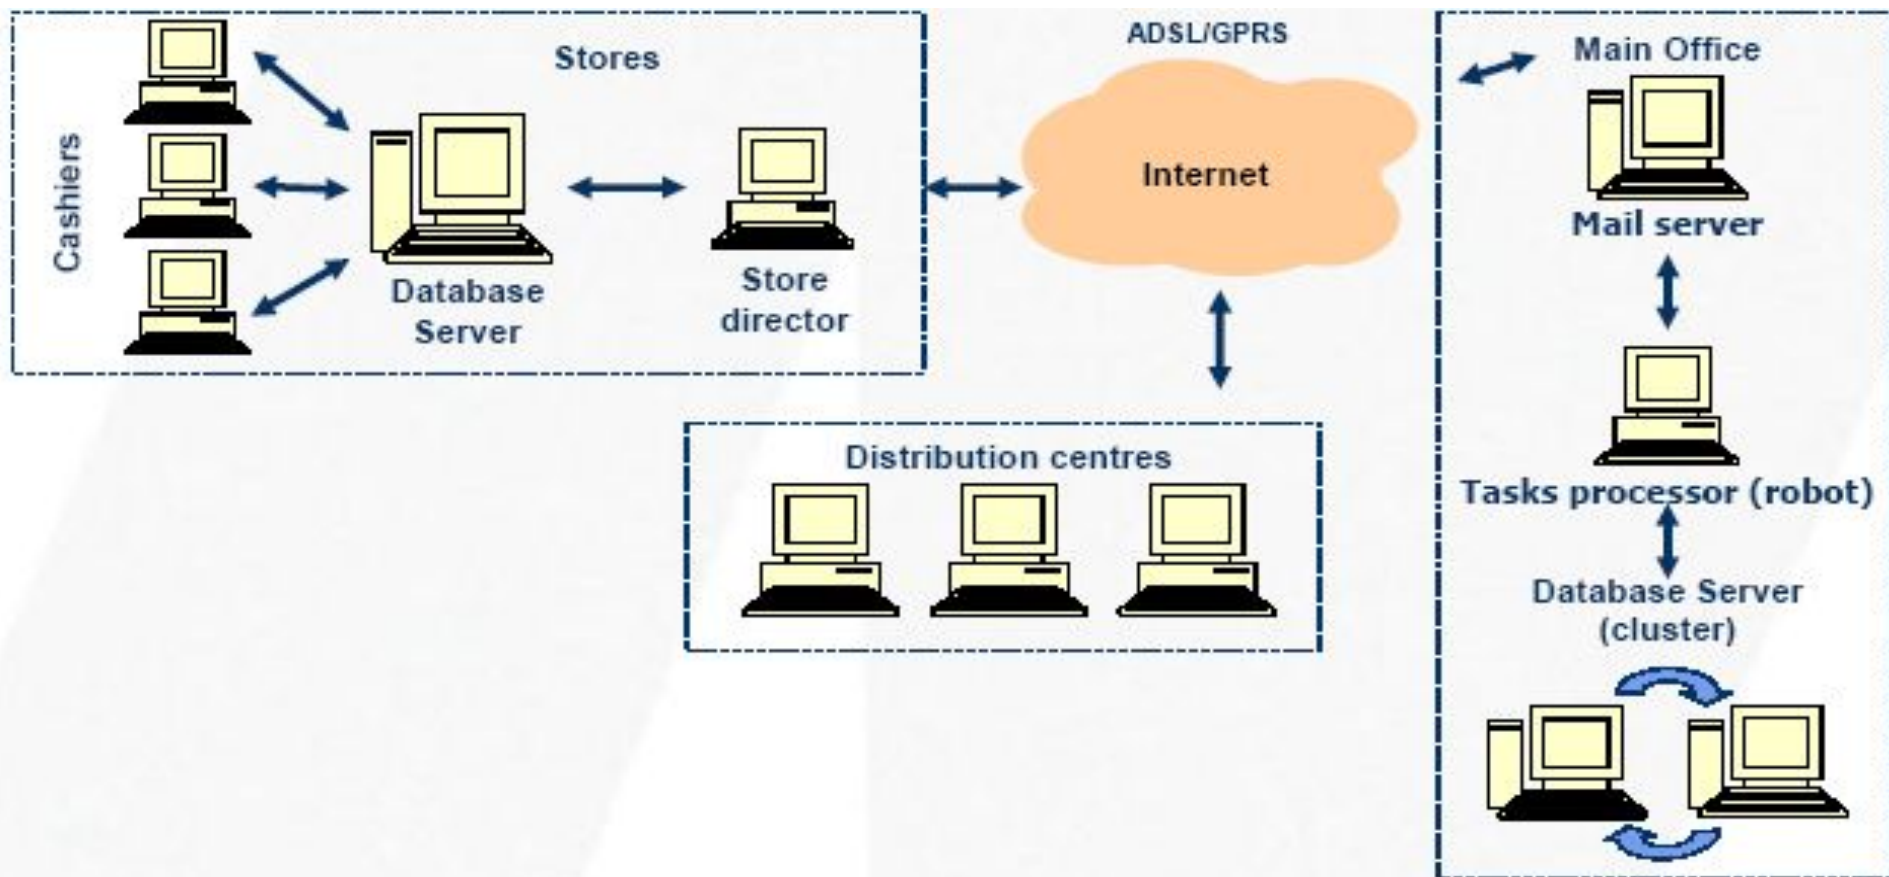 Stores
Cashiers
Database
Server
Store
director
ADSL/GPRS
Internet
Distribution centres
Main Office
Mail server
Tasks processor (robot)
Database Server
(cluster)